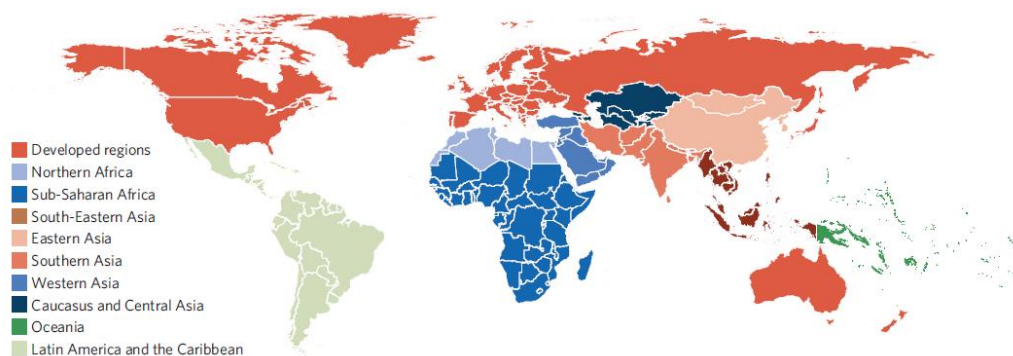 Developed regions
Northern Africa
Sub-Saharan Africa
South-Eastern Asia
Eastern Asia
Southern Asia
Western Asia
Caucasus and Central Asia
Oceania
Latin America and the Caribbean